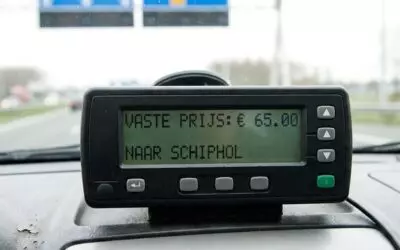 VASTE PRIJS: € 65.00
NAAR SCHIPHOL